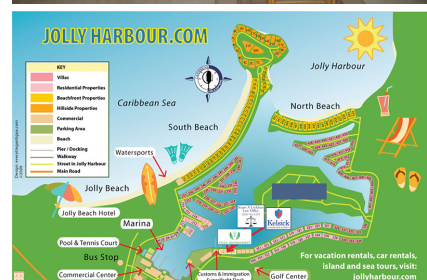 JOLLY HARBOUR.COM
KEY
Villas
Residential Properties
Beachfront Properties
Hillside Properties
Commercial
Parking Area
Beach
Pier / Docking
Walkway
Street in Jolly Harbour
Main Road
Caribbean Sea
Jolly Harbour
North Beach
South Beach
Watersports
Jolly Beach
Jolly Beach Hotel
Marina
Kelsick
Pool & Tennis Court
Bus Stop
Commercial Center
Customs & Immigration
Golf Center
For vacation rentals, car rentals,
island and sea tours, visit:
jollyharbour.com